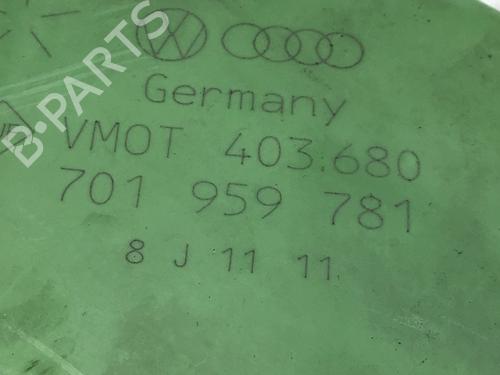 Germany
VMOT 403.680
701 959 781
8 J 11 11
B-PARTS